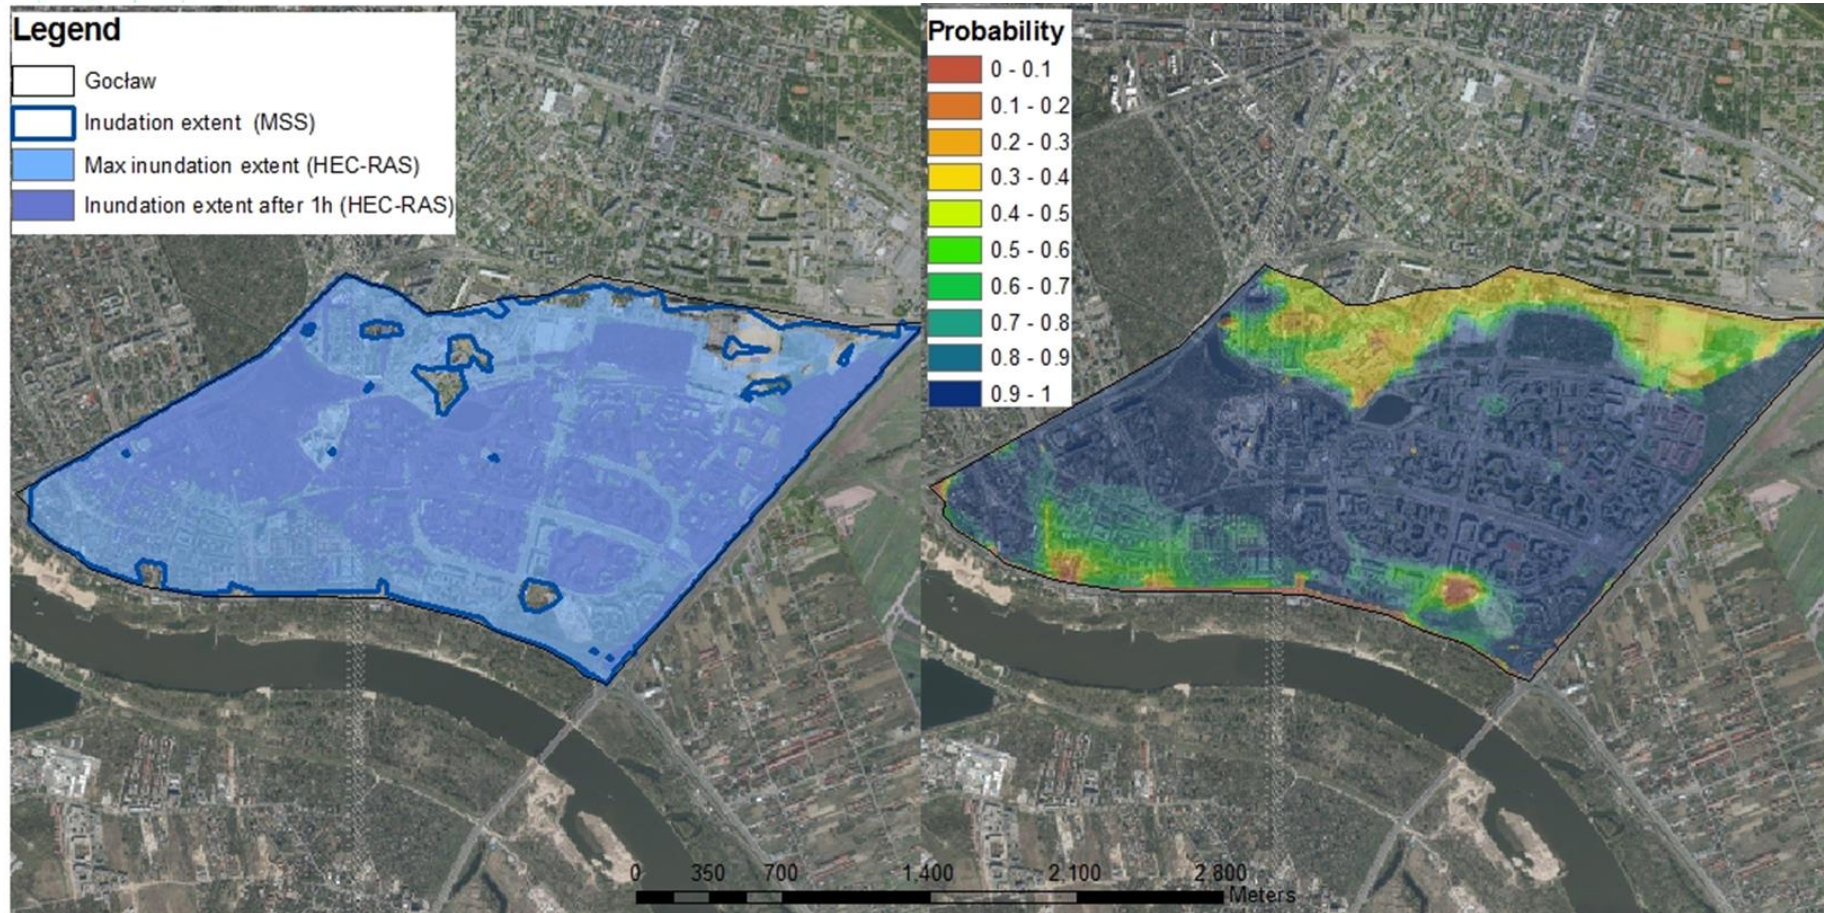 Legend
Gocław
Inudation extent (MSS)
Max inundation extent (HEC-RAS)
Inundation extent after 1h (HEC-RAS)
Probability
0 - 0.1
0.1 - 0.2
0.2 - 0.3
0.3 - 0.4
0.4 - 0.5
0.5 - 0.6
0.6 - 0.7
0.7 - 0.8
0.8 - 0.9
0.9 - 1
0 350 700 1,400 2,100 2,800
Meters